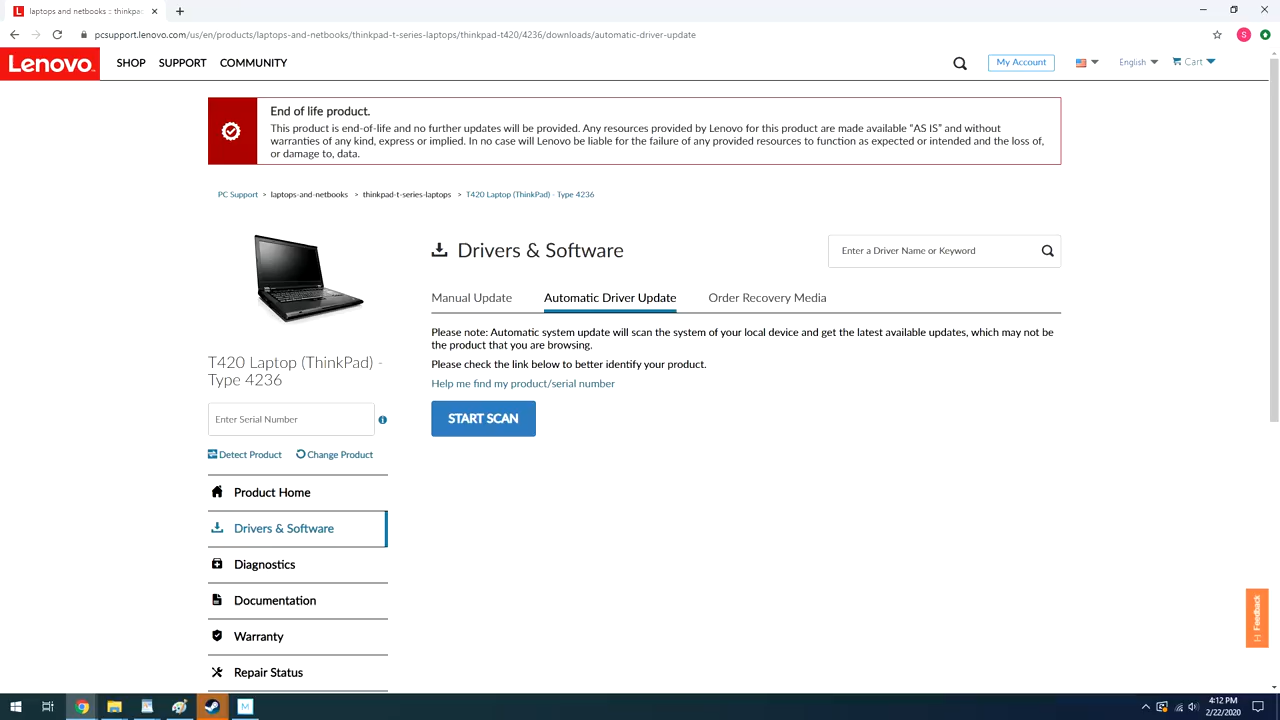 laptops and netbooks :: thinkpa
pcsupport.lenovo.com/us/en/products/laptops-and-netbooks/thinkpad-t-series-laptops/thinkpad-t420/4236/downloads/automatic-driver-update
S
Lenovo
SHOP SUPPORT COMMUNITY
My Account
English
Cart
End of life product.
This product is end-of-life and no further updates will be provided. Any resources provided by Lenovo for this product are made available “AS IS” and without
warranties of any kind, express or implied. In no case will Lenovo be liable for the failure of any provided resources to function as expected or intended and the loss of,
or damage to, data.
PC Support > laptops-and-netbooks > thinkpad-t-series-laptops > T420 Laptop (ThinkPad) - Type 4236
Drivers & Software
Enter a Driver Name or Keyword
Manual Update Automatic Driver Update Order Recovery Media
Please note: Automatic system update will scan the system of your local device and get the latest available updates, which may not be
the product that you are browsing.
Please check the link below to better identify your product.
Help me find my product/serial number
START SCAN
T420 Laptop (ThinkPad) -
Type 4236
Enter Serial Number
Detect Product Change Product
Product Home
Drivers & Software
Diagnostics
Documentation
Warranty
Repair Status
[-] Feedback
4:12 PM
2/22/2020